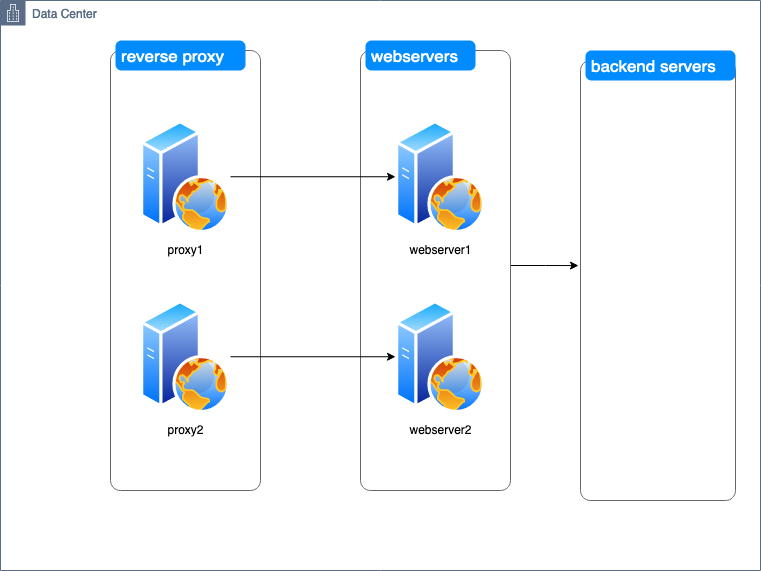 Data Center
reverse proxy
webservers
backend servers
proxy1
webserver1
proxy2
webserver2